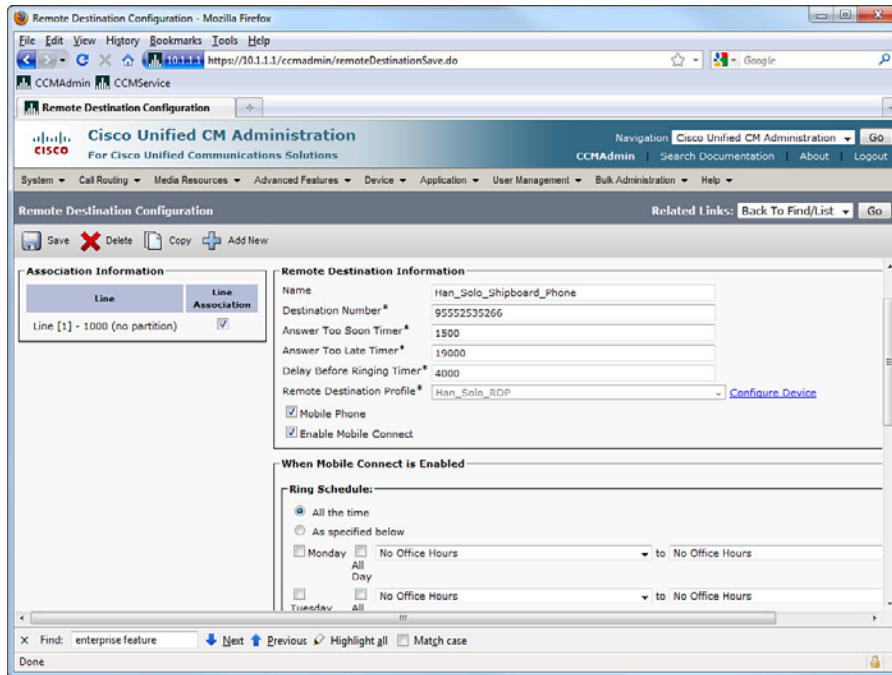 Remote Destination Configuration - Mozilla Firefox
File Edit View History Bookmarks Tools Help
10.1.1.1 https://10.1.1.1/ccmadmin/remoteDestinationSave.do Google
CCMAdmin CCMService
Remote Destination Configuration
cisco Cisco Unified CM Administration
For Cisco Unified Communications Solutions
Navigation Cisco Unified CM Administration Go
CCMAdmin Search Documentation About Logout
System Call Routing Media Resources Advanced Features Device Application User Management Bulk Administration Help
Remote Destination Configuration Related Links: Back To Find/List Go
Save Delete Copy Add New
Association Information
Line Line Association
Line [1] - 1000 (no partition)
Remote Destination Information
Name Han_Solo_Shipboard_Phone
Destination Number* 95552535266
Answer Too Soon Timer* 1500
Answer Too Late Timer* 19000
Delay Before Ringing Timer* 4000
Remote Destination Profile* Han_Solo_RDP Configure Device
Mobile Phone
Enable Mobile Connect
When Mobile Connect is Enabled
Ring Schedule:
All the time
As specified below
Monday All Day No Office Hours to No Office Hours
Tuesday All No Office Hours to No Office Hours
Find: enterprise feature Next Previous Highlight all Match case
Done